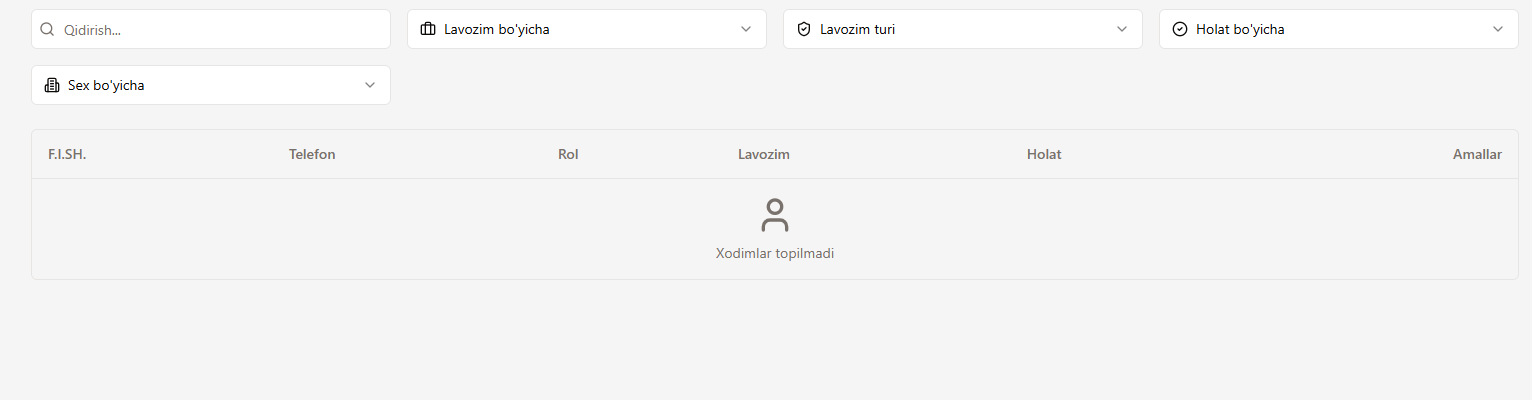 Qidirish...
Lavozim bo'yicha
Lavozim turi
Holat bo'yicha
Sex bo'yicha
F.I.SH. Telefon Rol Lavozim Holat Amallar
Xodimlar topilmadi